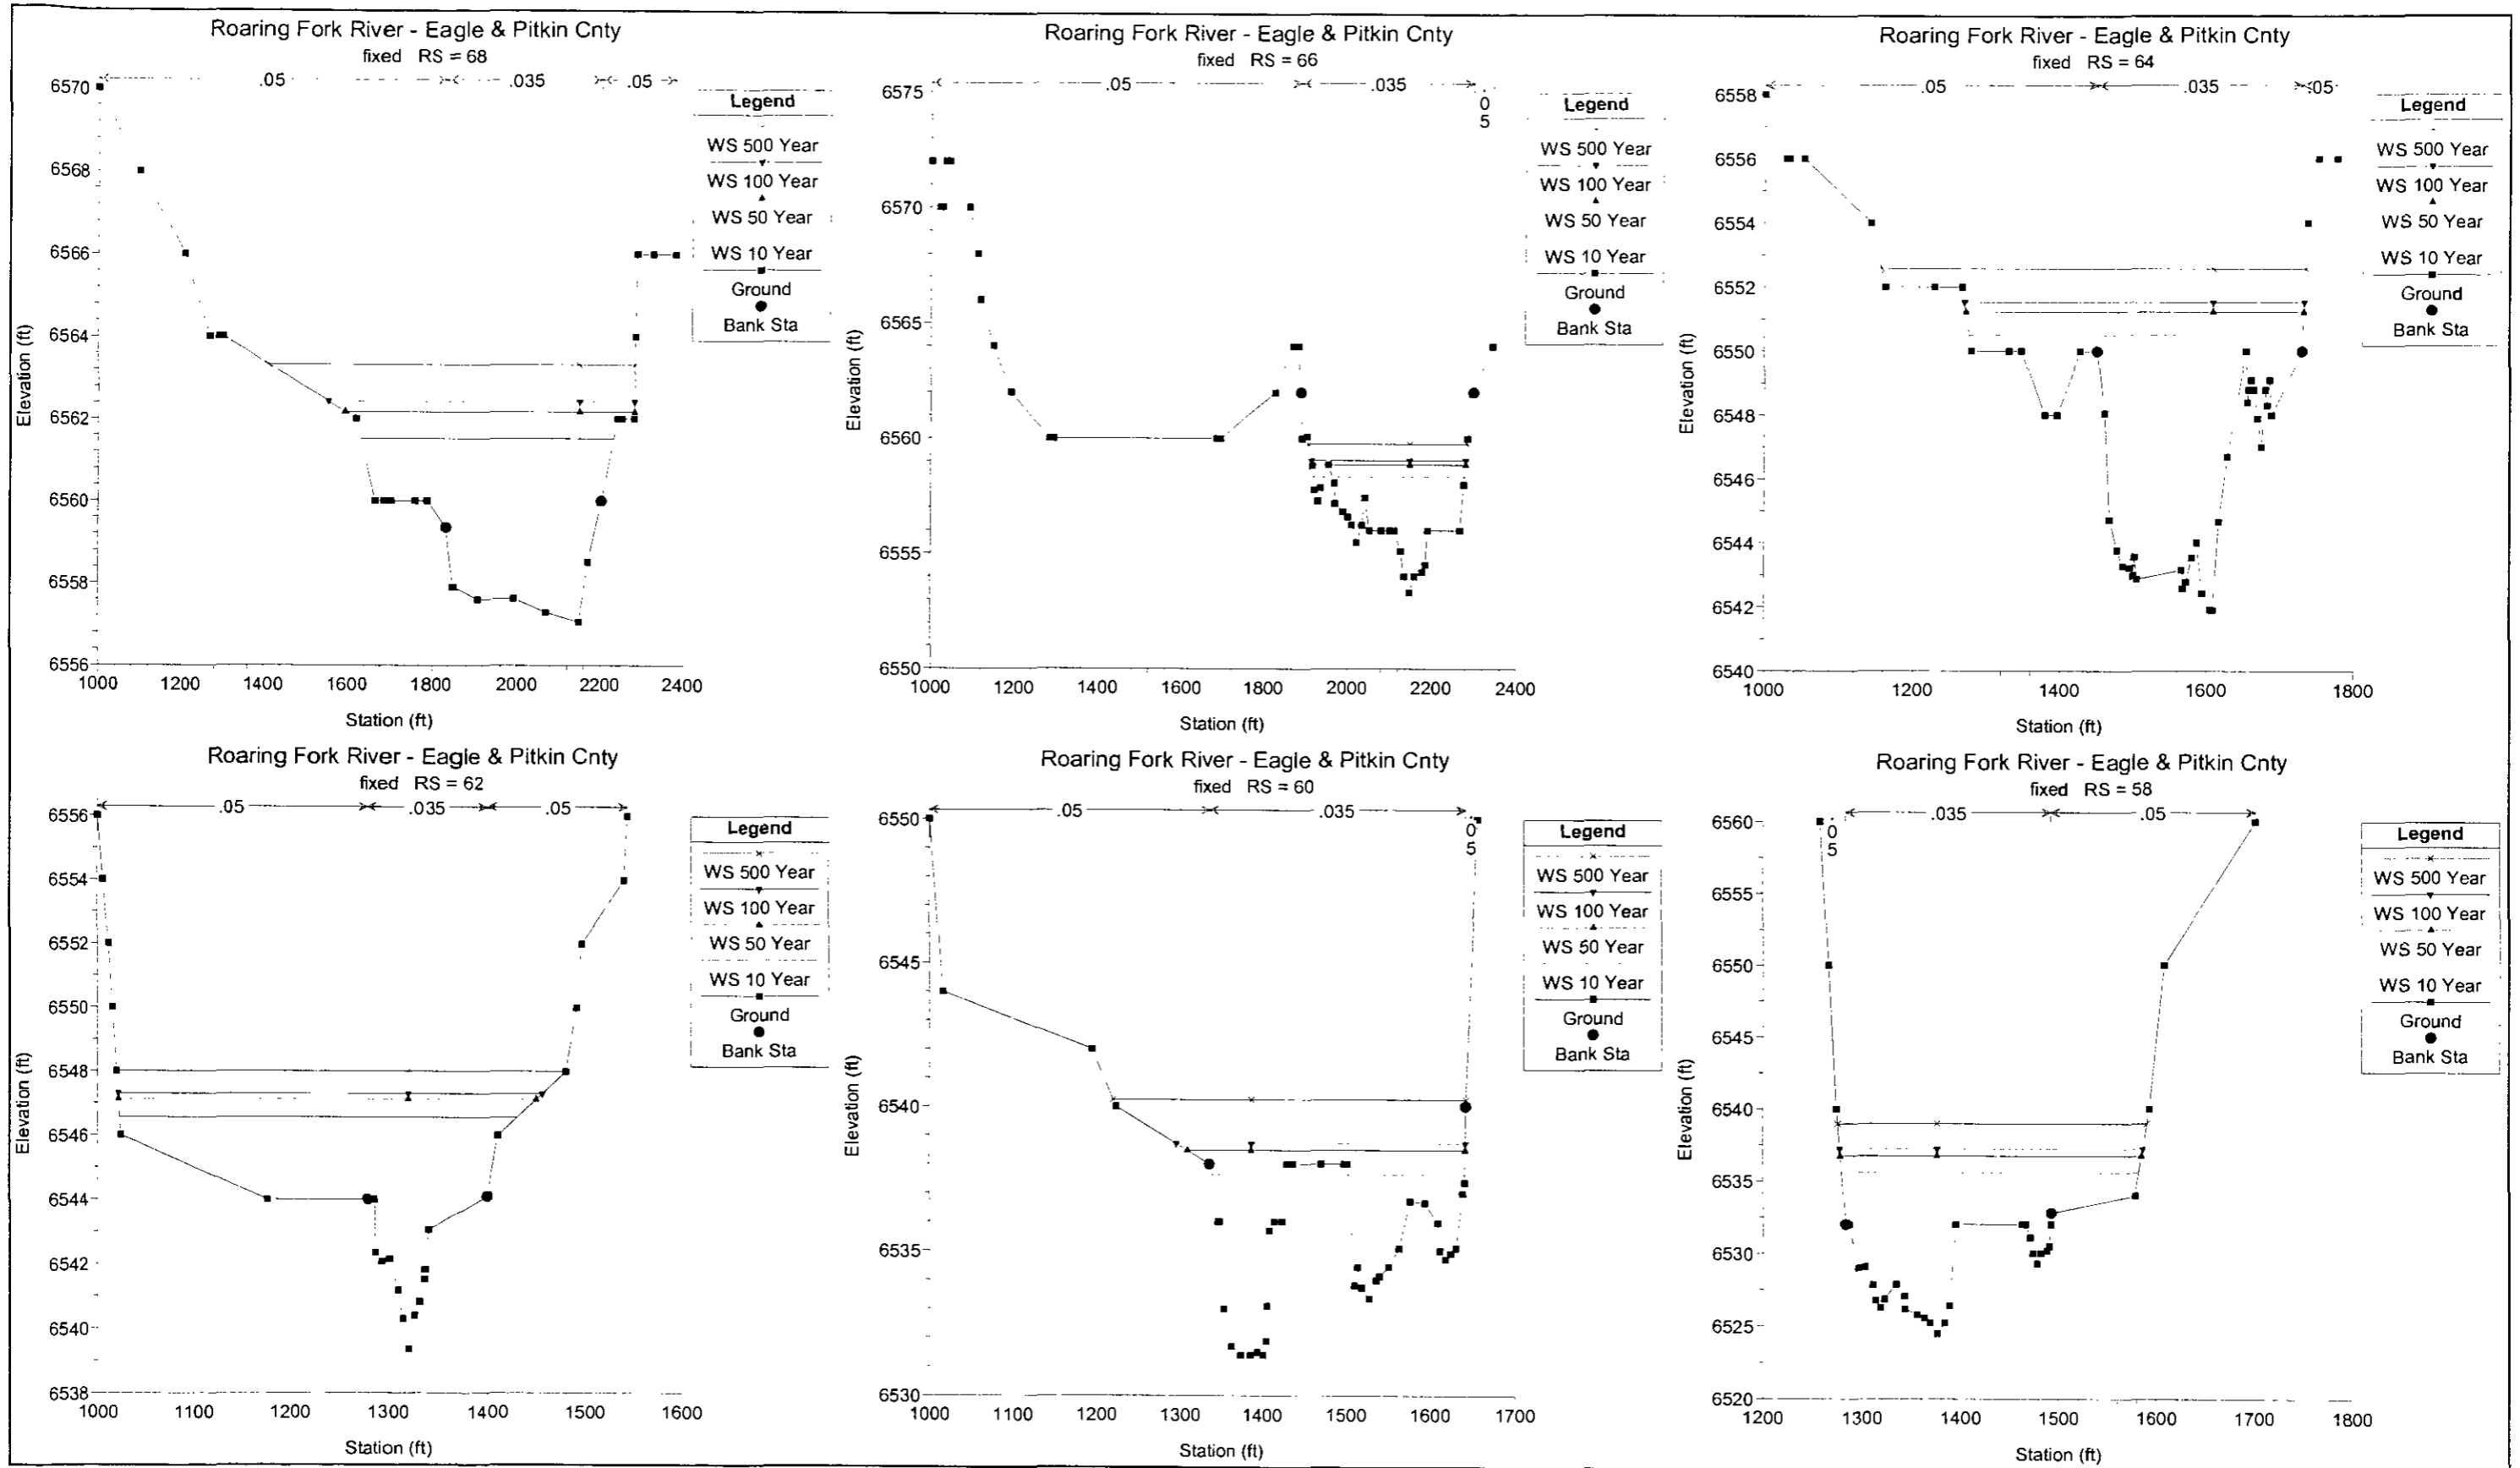 Roaring Fork River - Eagle & Pitkin Cnty
fixed RS = 68
.05 .035 .05
Legend
WS 500 Year
WS 100 Year
WS 50 Year
WS 10 Year
Ground
Bank Sta
Elevation (ft)
6570
6568
6566
6564
6562
6560
6558
6556
1000 1200 1400 1600 1800 2000 2200 2400
Station (ft)
Roaring Fork River - Eagle & Pitkin Cnty
fixed RS = 66
.05 .035
0
5
Legend
WS 500 Year
WS 100 Year
WS 50 Year
WS 10 Year
Ground
Bank Sta
Elevation (ft)
6575
6570
6565
6560
6555
6550
1000 1200 1400 1600 1800 2000 2200 2400
Station (ft)
Roaring Fork River - Eagle & Pitkin Cnty
fixed RS = 64
.05 .035 .05
Legend
WS 500 Year
WS 100 Year
WS 50 Year
WS 10 Year
Ground
Bank Sta
Elevation (ft)
6558
6556
6554
6552
6550
6548
6546
6544
6542
6540
1000 1200 1400 1600 1800
Station (ft)
Roaring Fork River - Eagle & Pitkin Cnty
fixed RS = 62
.05 .035 .05
Legend
WS 500 Year
WS 100 Year
WS 50 Year
WS 10 Year
Ground
Bank Sta
Elevation (ft)
6556
6554
6552
6550
6548
6546
6544
6542
6540
6538
1000 1100 1200 1300 1400 1500 1600
Station (ft)
Roaring Fork River - Eagle & Pitkin Cnty
fixed RS = 60
.05 .035
0
5
Legend
WS 500 Year
WS 100 Year
WS 50 Year
WS 10 Year
Ground
Bank Sta
Elevation (ft)
6550
6545
6540
6535
6530
1000 1100 1200 1300 1400 1500 1600 1700
Station (ft)
Roaring Fork River - Eagle & Pitkin Cnty
fixed RS = 58
0
5
.035 .05
Legend
WS 500 Year
WS 100 Year
WS 50 Year
WS 10 Year
Ground
Bank Sta
Elevation (ft)
6560
6555
6550
6545
6540
6535
6530
6525
6520
1200 1300 1400 1500 1600 1700 1800
Station (ft)